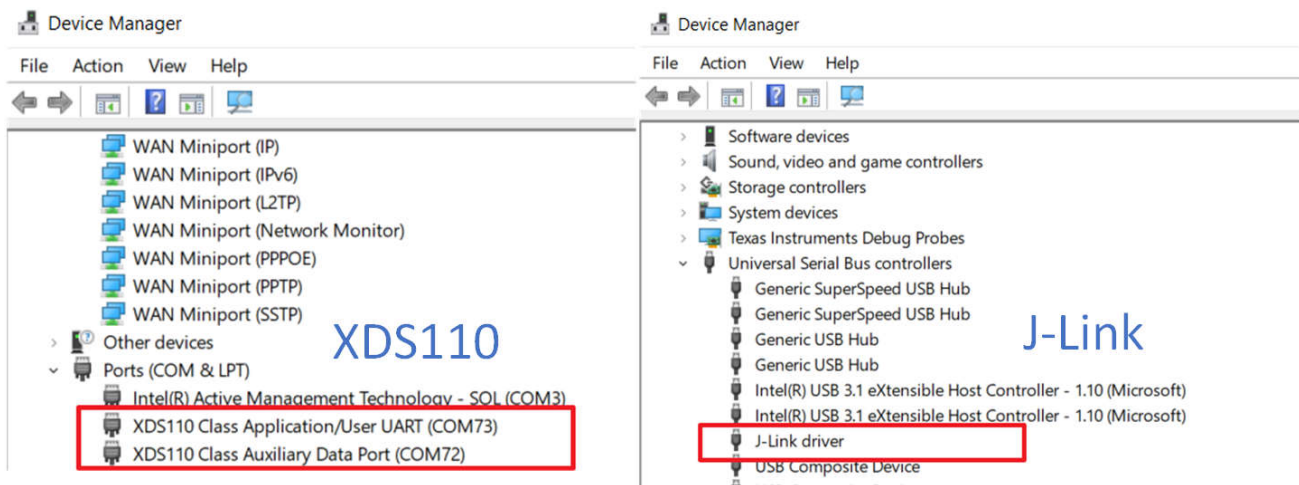 Device Manager
File Action View Help
WAN Miniport (IP)
WAN Miniport (IPv6)
WAN Miniport (L2TP)
WAN Miniport (Network Monitor)
WAN Miniport (PPPOE)
WAN Miniport (PPTP)
WAN Miniport (SSTP)
Other devices
XDS110
Ports (COM & LPT)
Intel(R) Active Management Technology - SOL (COM3)
XDS110 Class Application/User UART (COM73)
XDS110 Class Auxiliary Data Port (COM72)
Device Manager
File Action View Help
Software devices
Sound, video and game controllers
Storage controllers
System devices
Texas Instruments Debug Probes
Universal Serial Bus controllers
Generic SuperSpeed USB Hub
Generic SuperSpeed USB Hub
Generic USB Hub
J-Link
Generic USB Hub
Intel(R) USB 3.1 eXtensible Host Controller - 1.10 (Microsoft)
Intel(R) USB 3.1 eXtensible Host Controller - 1.10 (Microsoft)
J-Link driver
USB Composite Device